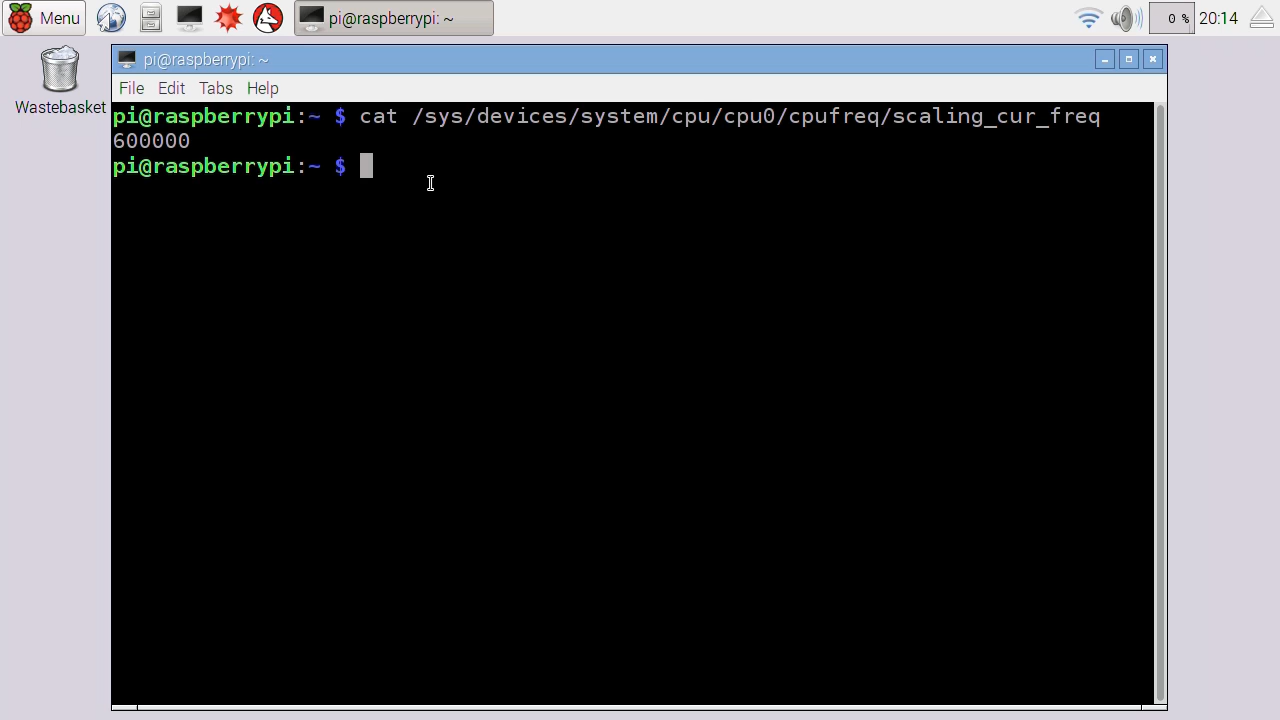 Menu
pi@raspberrypi: ~
0 %
20:14
Wastebasket
pi@raspberrypi: ~
File Edit Tabs Help
pi@raspberrypi:~ $ cat /sys/devices/system/cpu/cpu0/cpufreq/scaling_cur_freq
600000
pi@raspberrypi:~ $